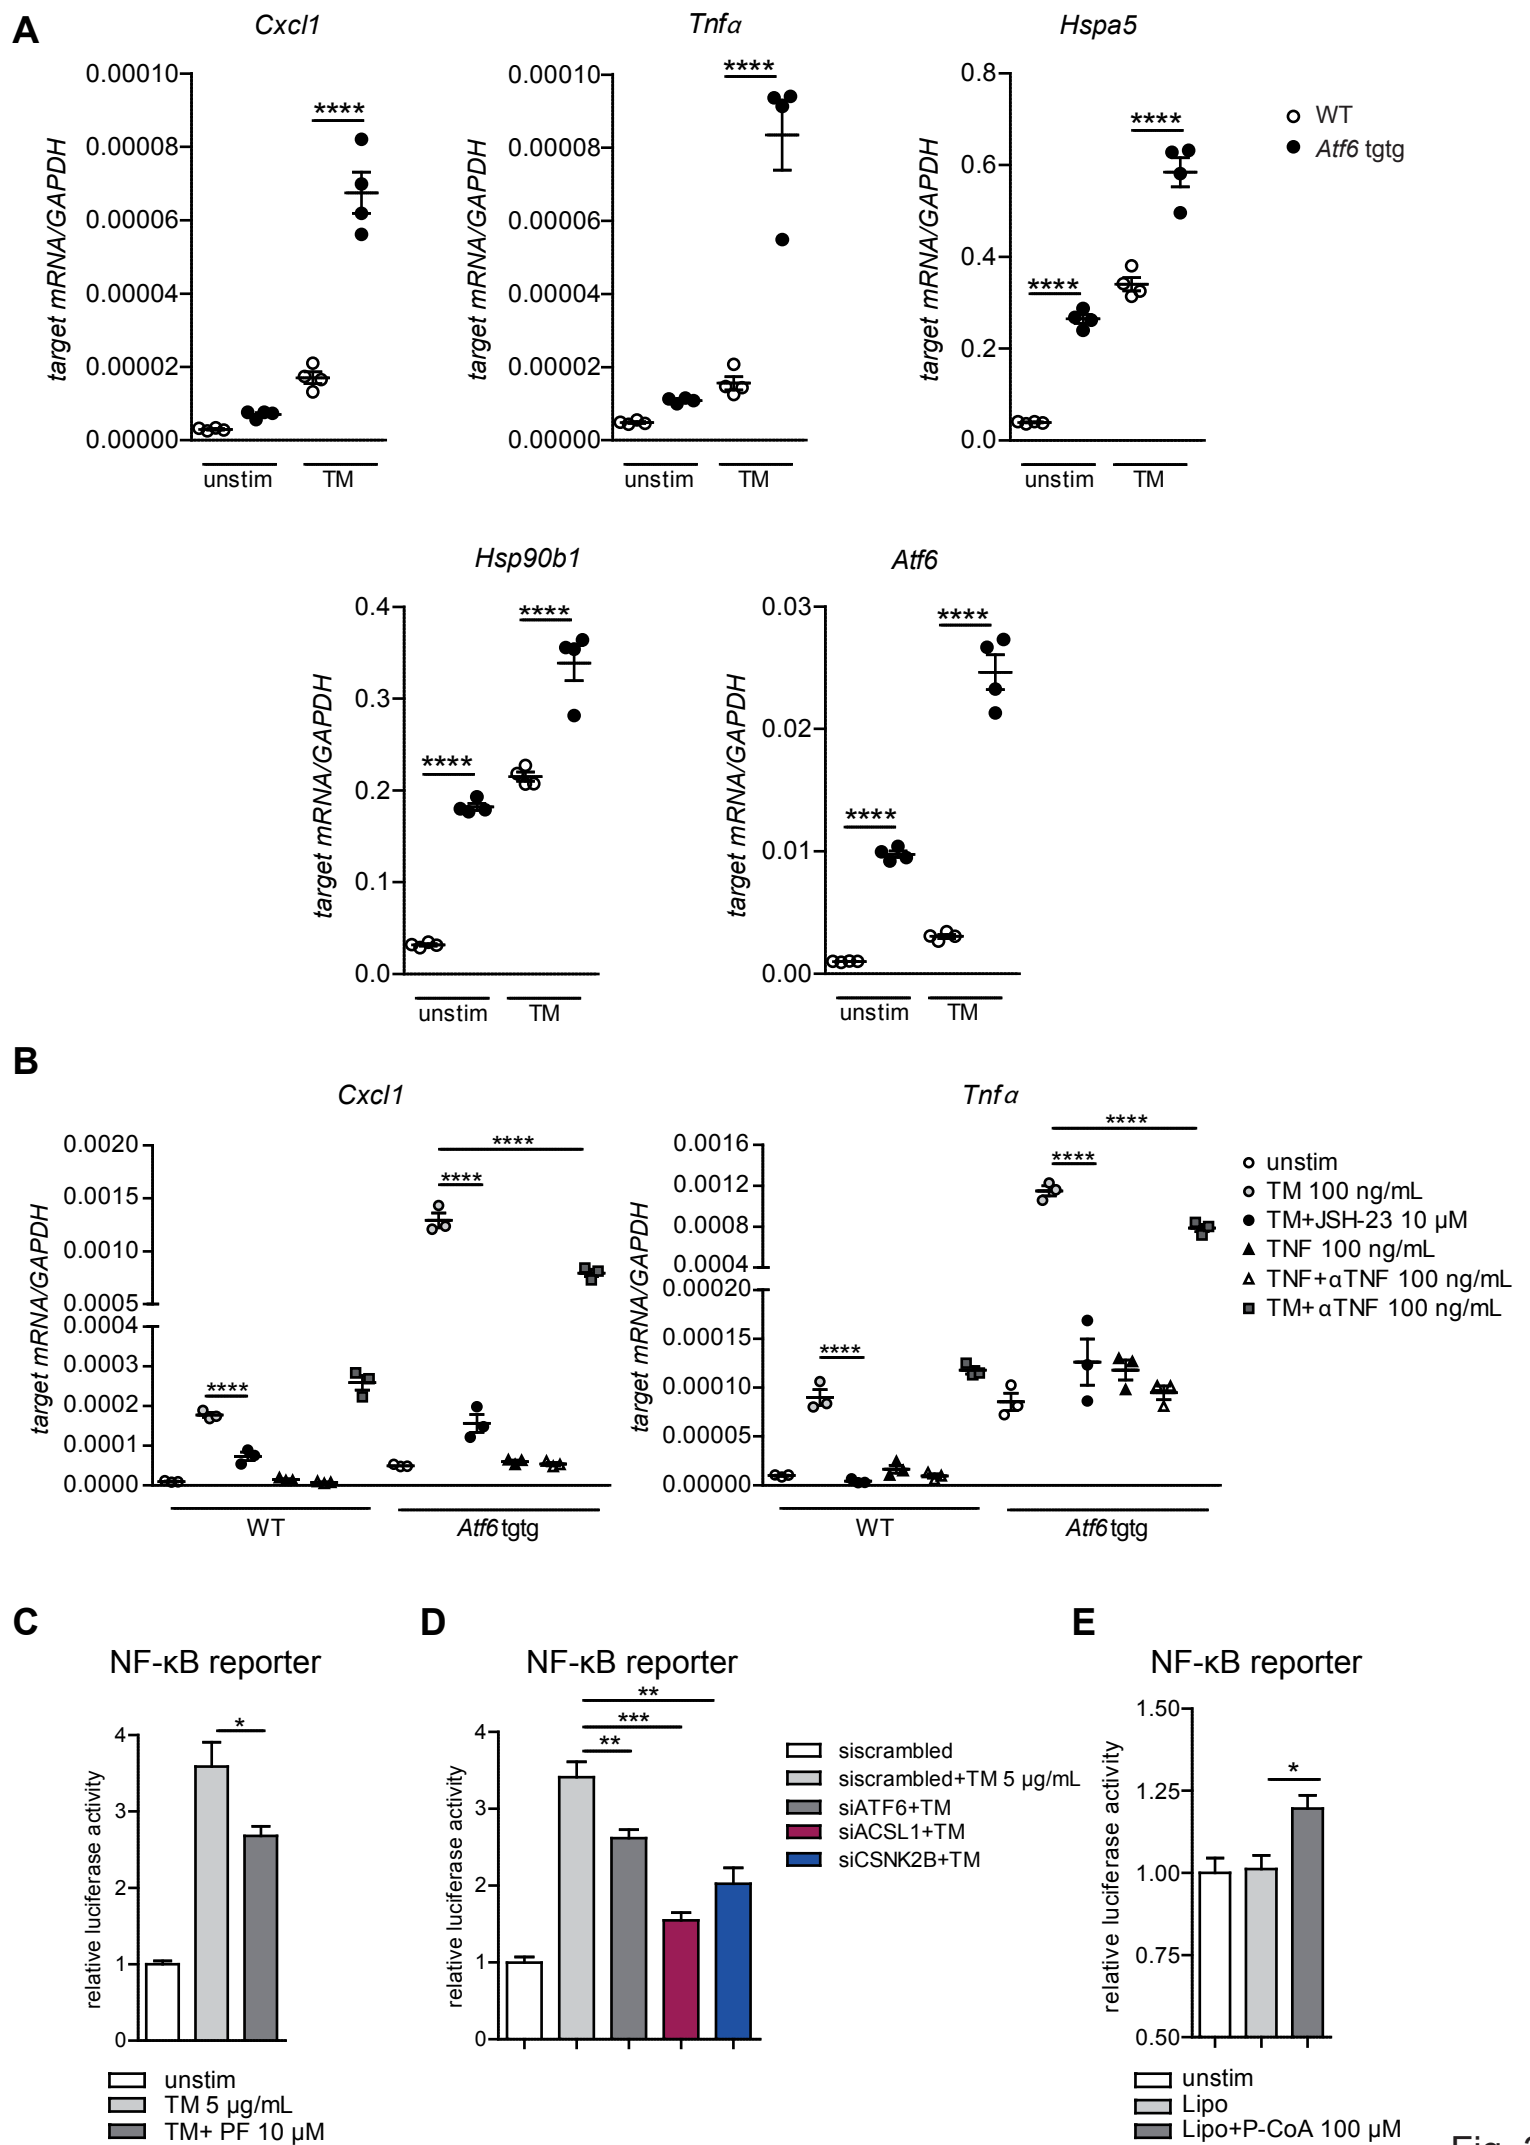 A
Cxcl1
Tnfα
Hspa5
target mRNA/GAPDH
0.00010
0.00008
0.00006
0.00004
0.00002
0.00000
****
unstim
TM
target mRNA/GAPDH
0.00010
0.00008
0.00006
0.00004
0.00002
0.00000
****
unstim
TM
target mRNA/GAPDH
0.8
0.6
0.4
0.2
0.0
****
****
unstim
TM
WT
Atf6 tgtg
Hsp90b1
Atf6
target mRNA/GAPDH
0.4
0.3
0.2
0.1
0.0
****
****
unstim
TM
target mRNA/GAPDH
0.03
0.02
0.01
0.00
****
****
unstim
TM
B
Cxcl1
Tnfα
target mRNA/GAPDH
0.0020
0.0015
0.0010
0.0005
0.0004
0.0003
0.0002
0.0001
0.0000
****
****
****
WT
Atf6 tgtg
target mRNA/GAPDH
0.0016
0.0012
0.0008
0.0004
0.00020
0.00015
0.00010
0.00005
0.00000
****
****
****
WT
Atf6 tgtg
unstim
TM 100 ng/mL
TM+JSH-23 10 µM
TNF 100 ng/mL
TNF+αTNF 100 ng/mL
TM+αTNF 100 ng/mL
C
NF-κB reporter
relative luciferase activity
4
3
2
1
0
*
unstim
TM 5 µg/mL
TM+ PF 10 µM
D
NF-κB reporter
relative luciferase activity
4
3
2
1
0
**
***
**
siscrambled
siscrambled+TM 5 µg/mL
siATF6+TM
siACSL1+TM
siCSNK2B+TM
E
NF-κB reporter
relative luciferase activity
1.50
1.25
1.00
0.75
0.50
*
unstim
Lipo
Lipo+P-CoA 100 µM